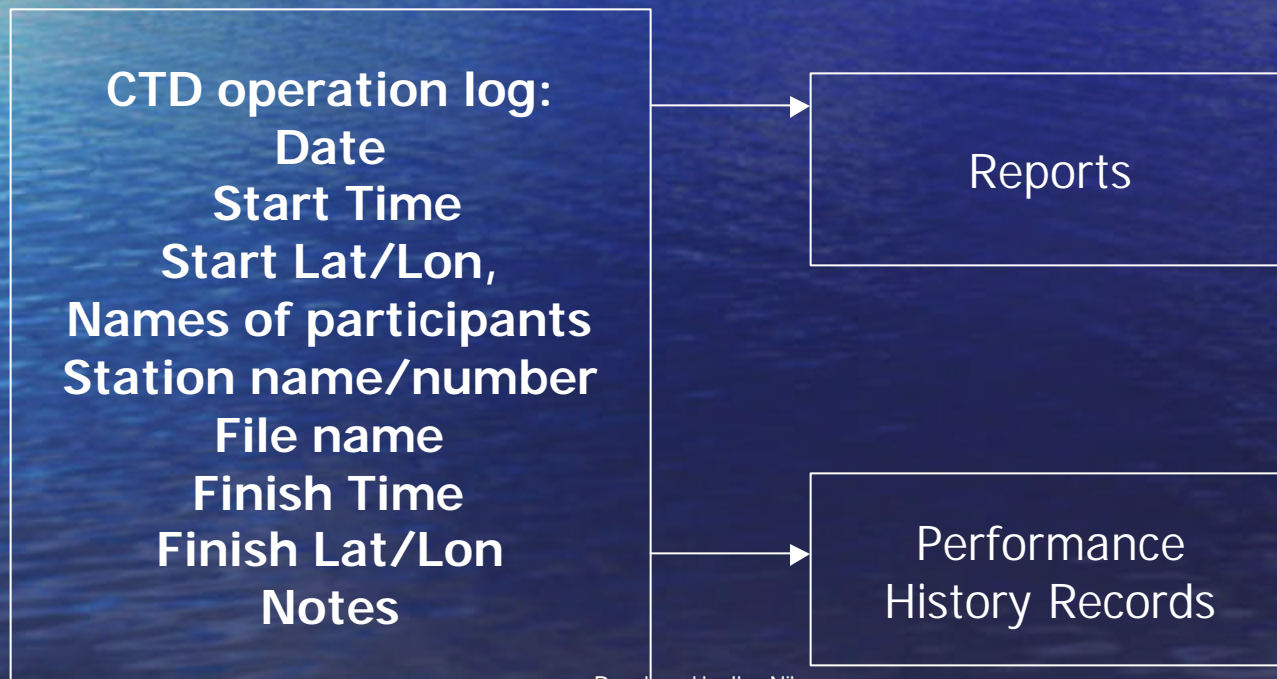 CTD operation log:
Date
Start Time
Start Lat/Lon,
Names of participants
Station name/number
File name
Finish Time
Finish Lat/Lon
Notes
Reports
Performance
History Records